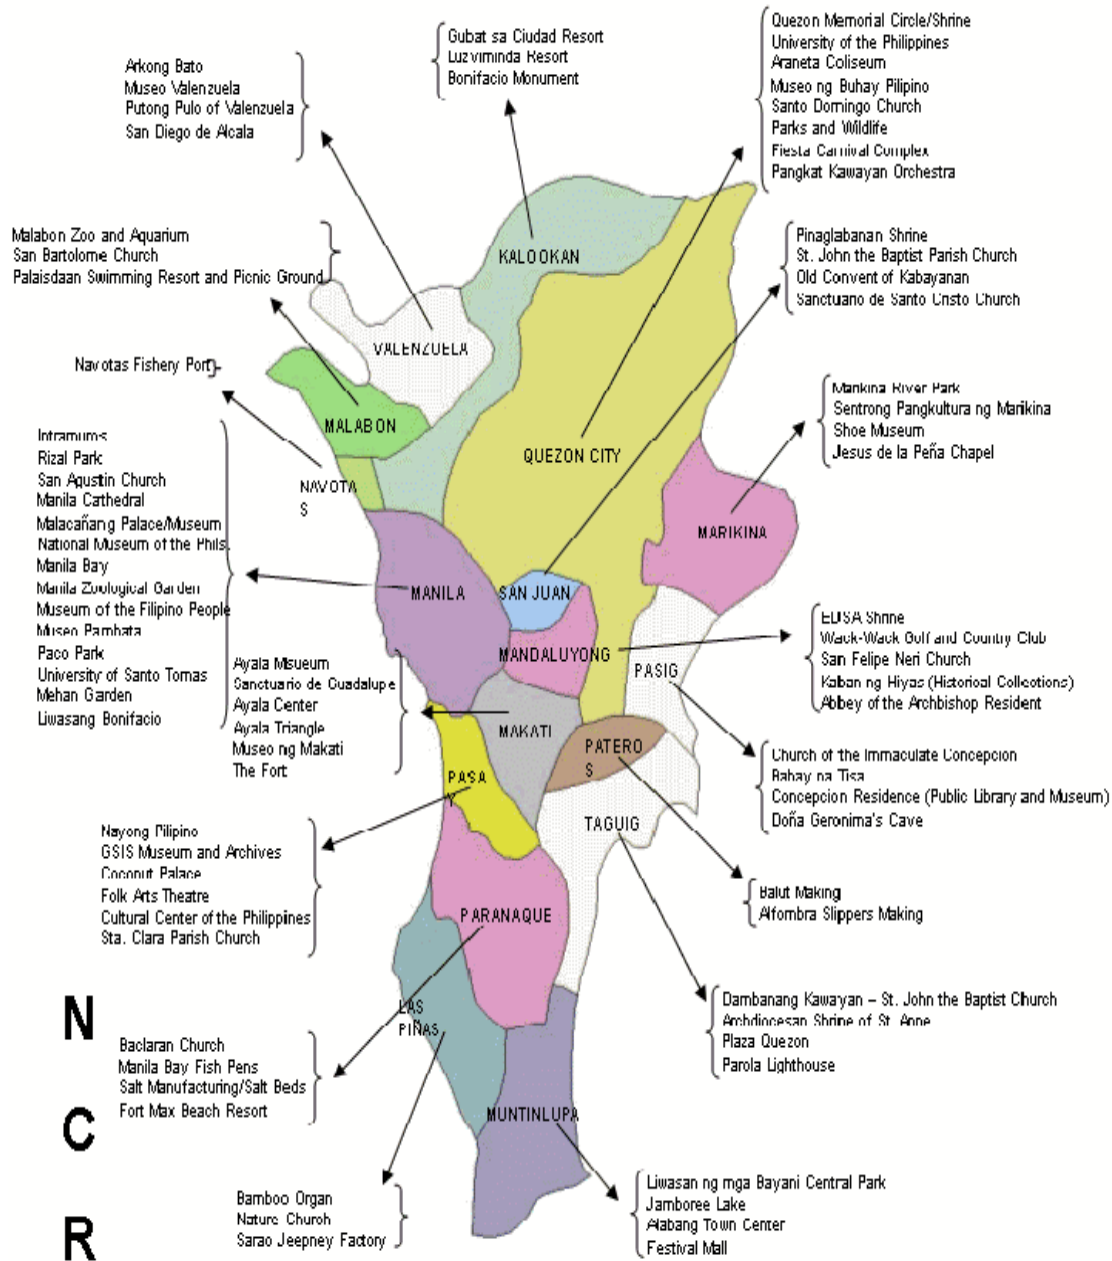 Gubat sa Ciudad Resort
Luzviminda Resort
Bonifacio Monument
Quezon Memorial Circle/Shrine
University of the Philippines
Araneta Coliseum
Museo ng Buhay Pilipino
Santo Domingo Church
Parks and Wildlife
Fiesta Carnival Complex
Pangkat Kawayan Orchestra
Arkong Bato
Museo Valenzuela
Putong Pulo of Valenzuela
San Diego de Alcala
Malabon Zoo and Aquarium
San Bartolome Church
Palaisdaan Swimming Resort and Picnic Ground
Pinaglabanan Shrine
St. John the Baptist Parish Church
Old Convent of Kabayanan
Sanctuario de Santo Cristo Church
Navotas Fishery Port
Marikina River Park
Sentrong Pangkultura ng Marikina
Shoe Museum
Jesus de la Peña Chapel
Intramuros
Rizal Park
San Agustin Church
Manila Cathedral
Malacañang Palace/Museum
National Museum of the Phils.
Manila Bay
Manila Zoological Garden
Museum of the Filipino People
Museo Pambata
Paco Park
University of Santo Tomas
Mehan Garden
Liwasang Bonifacio
Ayala Misueum
Sanctuario de Guadalupe
Ayala Center
Ayala Triangle
Museo ng Makati
The Fort
EDSA Shrine
Wack-Wack Golf and Country Club
San Felipe Neri Church
Kaban ng Hiyas (Historical Collections)
Abbey of the Archbishop Resident
Church of the Immaculate Concepcion
Bahay na Tisa
Concepcion Residence (Public Library and Museum)
Doña Geronima's Cave
Nayong Pilipino
GSIS Museum and Archives
Coconut Palace
Folk Arts Theatre
Cultural Center of the Philippines
Sta. Clara Parish Church
Balut Making
Alfombra Slippers Making
Dambanang Kawayan – St. John the Baptist Church
Archdiocesan Shrine of St. Anne
Plaza Quezon
Parola Lighthouse
Baclaran Church
Manila Bay Fish Pens
Salt Manufacturing/Salt Beds
Fort Max Beach Resort
Bamboo Organ
Nature Church
Sarao Jeepney Factory
Liwasan ng mga Bayani Central Park
Jamboree Lake
Alabang Town Center
Festival Mall
KALOOKAN
VALENZUELA
MALABON
QUEZON CITY
NAVOTA
S
MARIKINA
MANILA
SAN JUAN
MANDALUYONG
PASIG
MAKATI
PATERO
S
PASA
Y
TAGUIG
PARANAQUE
LAS
PIÑAS
MUNTINLUPA
N
C
R